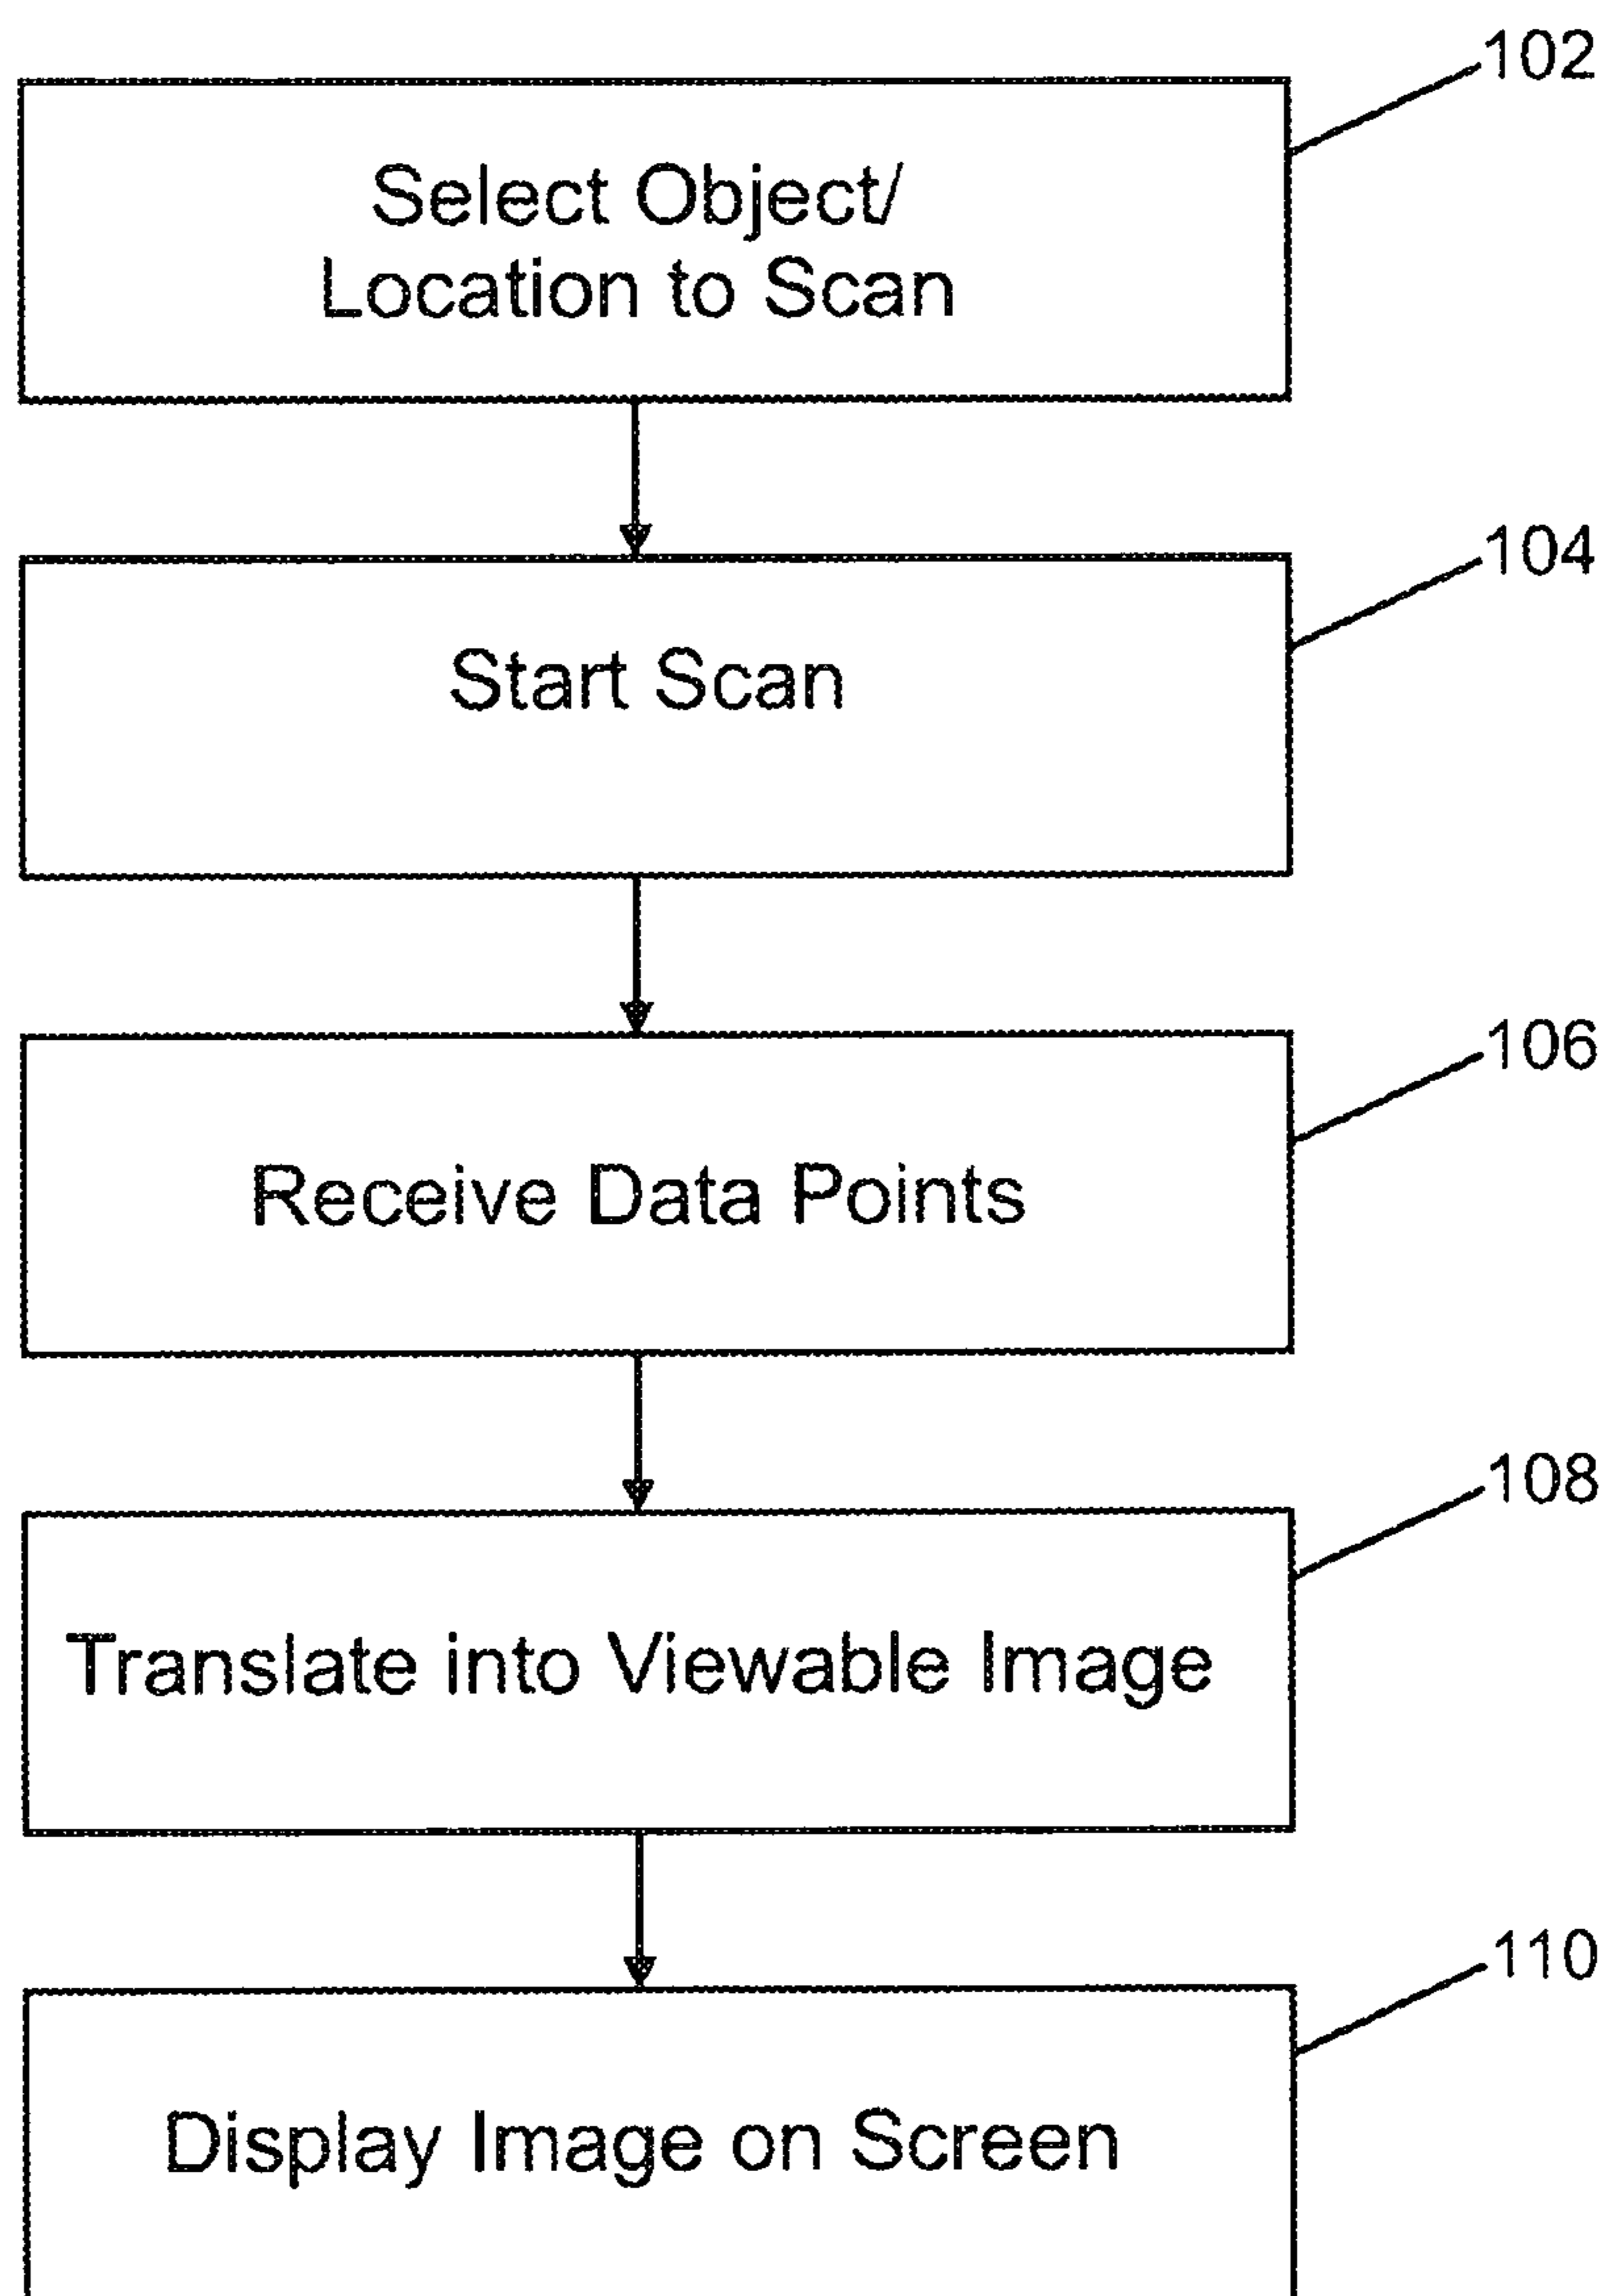 102
Select Object/
Location to Scan
104
Start Scan
106
Receive Data Points
108
Translate into Viewable Image
110
Display Image on Screen